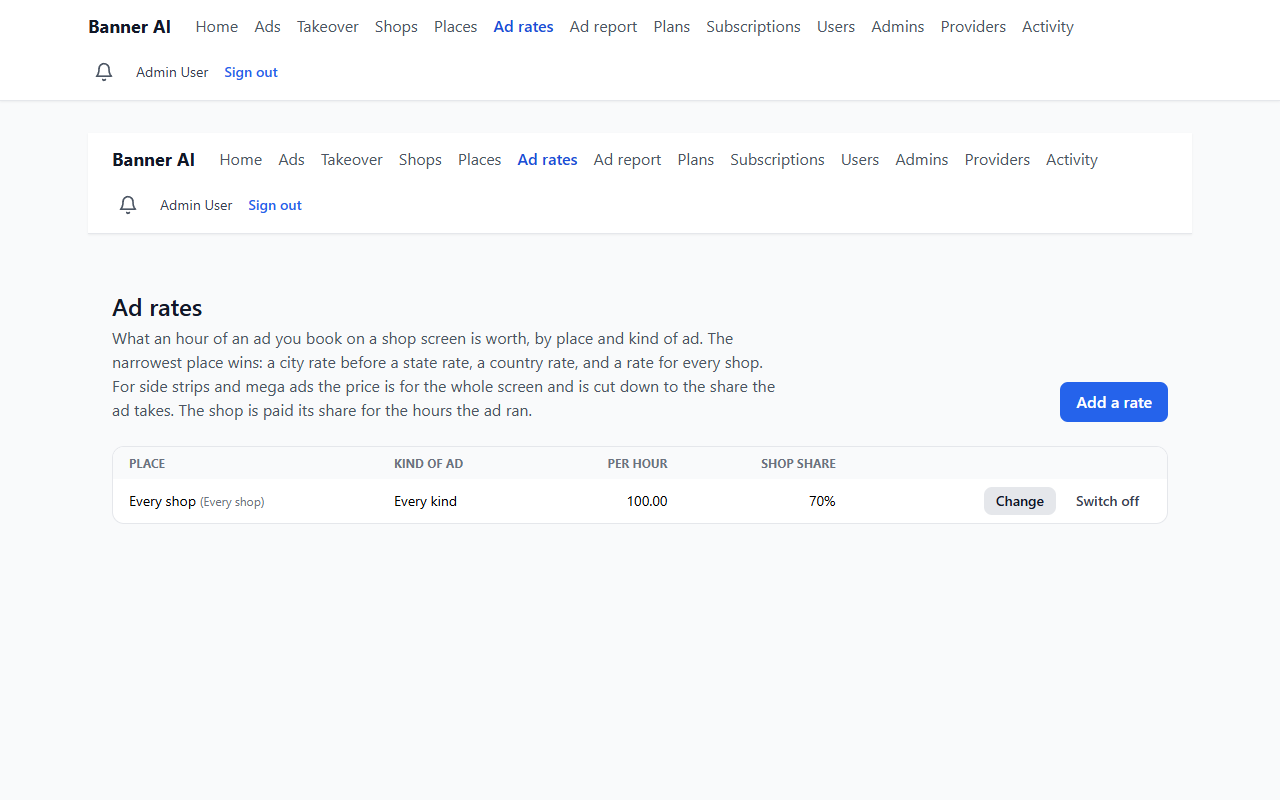 Banner AI Home Ads Takeover Shops Places Ad rates Ad report Plans Subscriptions Users Admins Providers Activity
Admin User Sign out
Banner AI Home Ads Takeover Shops Places Ad rates Ad report Plans Subscriptions Users Admins Providers Activity
Admin User Sign out
Ad rates
What an hour of an ad you book on a shop screen is worth, by place and kind of ad. The
narrowest place wins: a city rate before a state rate, a country rate, and a rate for every shop.
For side strips and mega ads the price is for the whole screen and is cut down to the share the
ad takes. The shop is paid its share for the hours the ad ran.
Add a rate
PLACE KIND OF AD PER HOUR SHOP SHARE
Every shop (Every shop) Every kind 100.00 70% Change Switch off